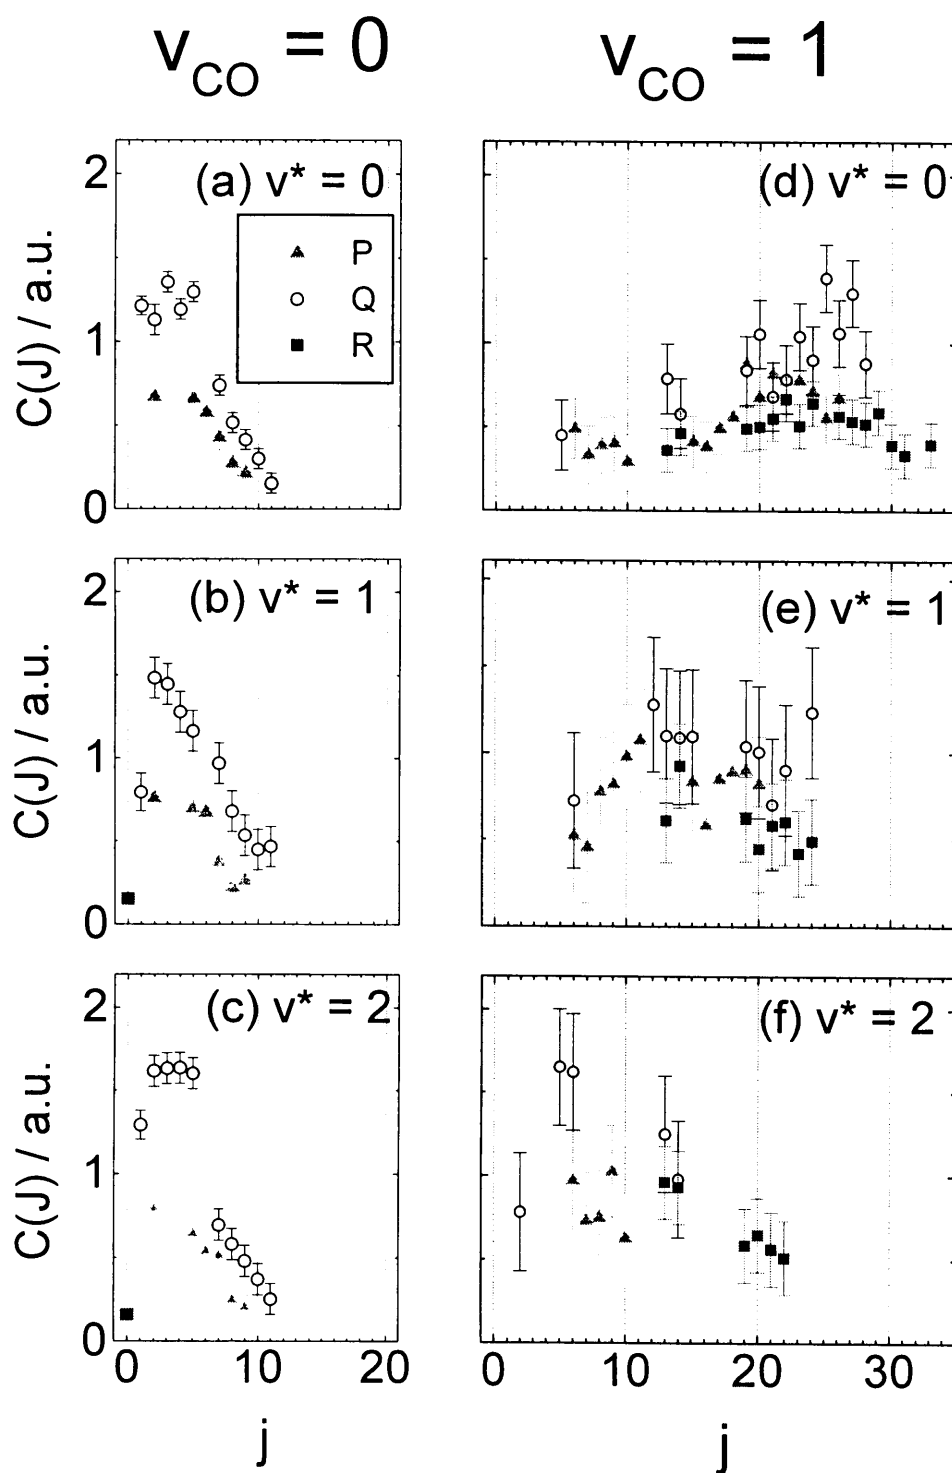 v_CO = 0
v_CO = 1
2
1
0
C(J) / a.u.
(a) v* = 0
P
Q
R
(d) v* = 0
2
1
0
C(J) / a.u.
(b) v* = 1
(e) v* = 1
2
1
0
C(J) / a.u.
(c) v* = 2
(f) v* = 2
0 10 20
0 10 20 30
j
j